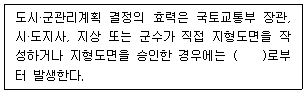 도시·군관리계획 결정의 효력은 국토교통부 장관,
시·도지사, 지상 또는 군수가 직접 지형도면을 작
성하거나 지형도면을 승인한 경우에는 (    )로부
터 발생한다.